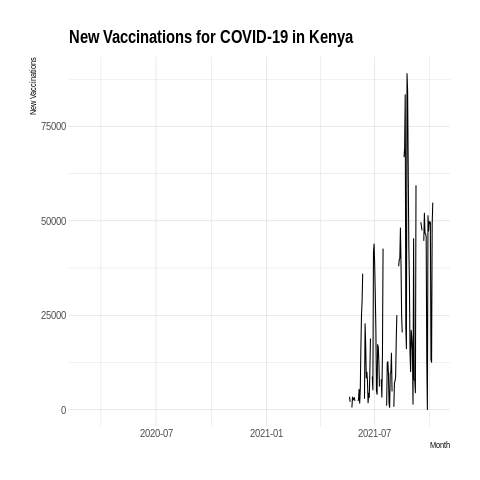 New Vaccinations for COVID-19 in Kenya
New Vaccinations
75000
50000
25000
0
2020-07
2021-01
2021-07
Month